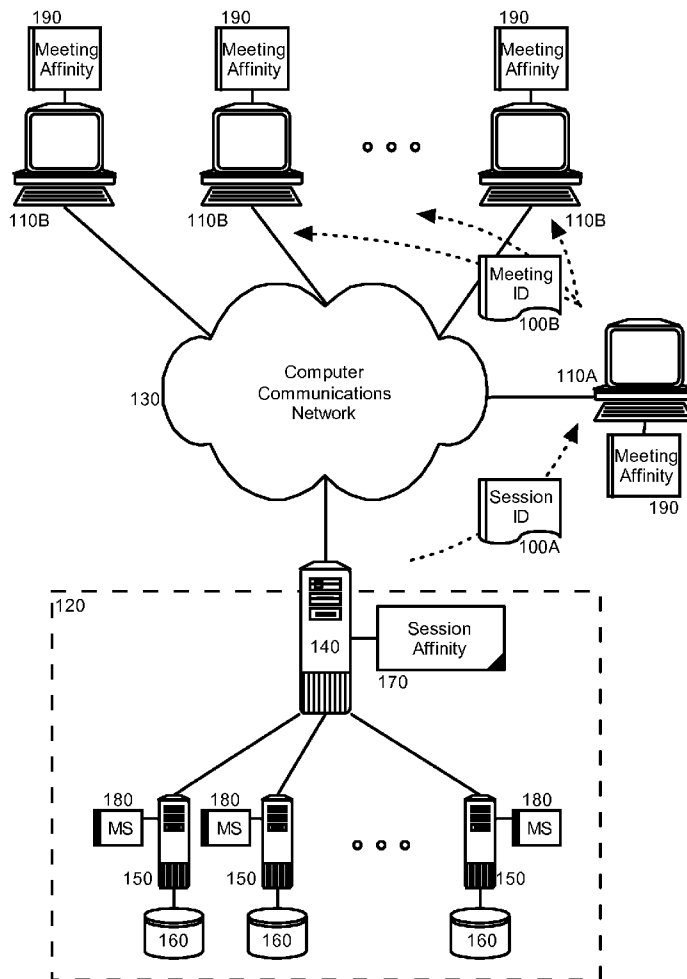 190
190
190
Meeting
Affinity
Meeting
Affinity
Meeting
Affinity
110B
110B
110B
Meeting
ID
100B
110A
130
Computer
Communications
Network
Meeting
Affinity
190
Session
ID
100A
120
140
Session
Affinity
170
180
180
180
MS
MS
MS
150
150
150
160
160
160